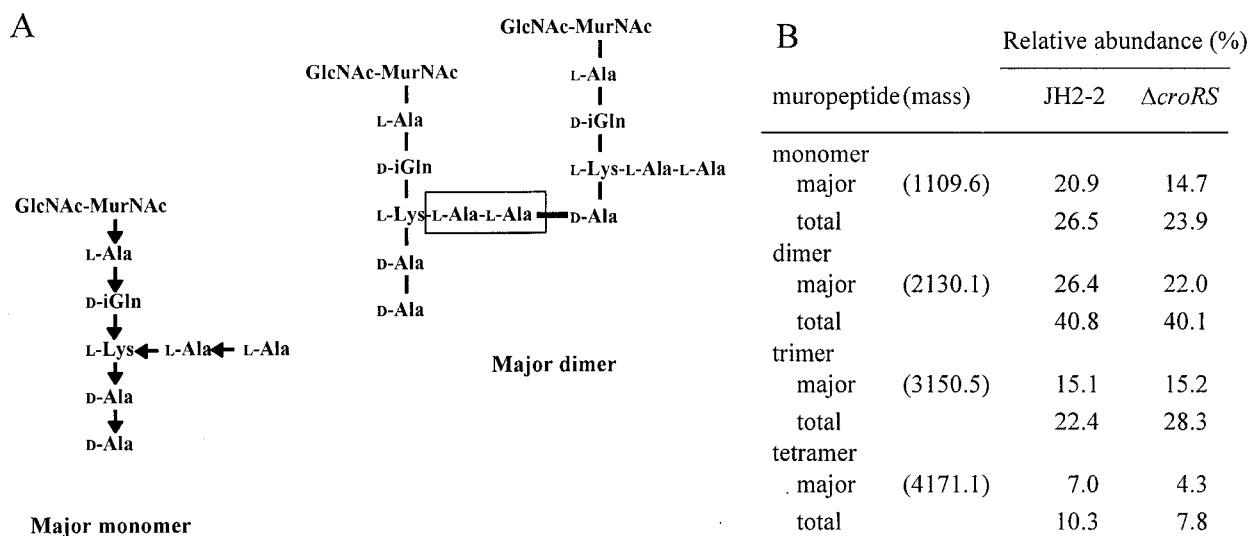 A
GlcNAc-MurNAc
L-Ala
D-iGln
L-Lys L-Ala L-Ala
D-Ala
D-Ala
Major monomer
GlcNAc-MurNAc
L-Ala
D-iGln
L-Lys-L-Ala-L-Ala
D-Ala
D-Ala
GlcNAc-MurNAc
L-Ala
D-iGln
L-Lys-L-Ala-L-Ala
D-Ala
Major dimer
B
Relative abundance (%)
muropeptide (mass) JH2-2 ΔcroRS
monomer
major (1109.6) 20.9 14.7
total 26.5 23.9
dimer
major (2130.1) 26.4 22.0
total 40.8 40.1
trimer
major (3150.5) 15.1 15.2
total 22.4 28.3
tetramer
major (4171.1) 7.0 4.3
total 10.3 7.8